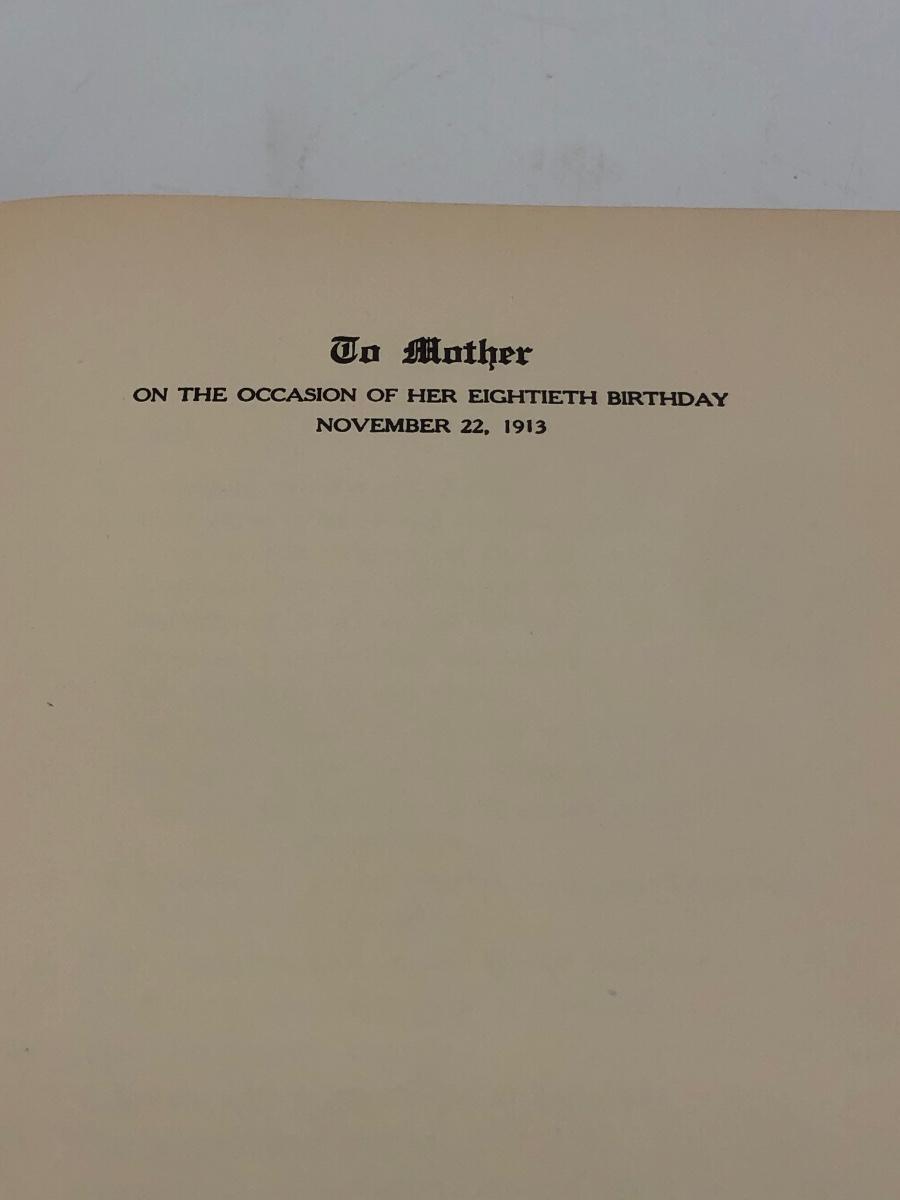 To Mother
ON THE OCCASION OF HER EIGHTIETH BIRTHDAY
NOVEMBER 22, 1913